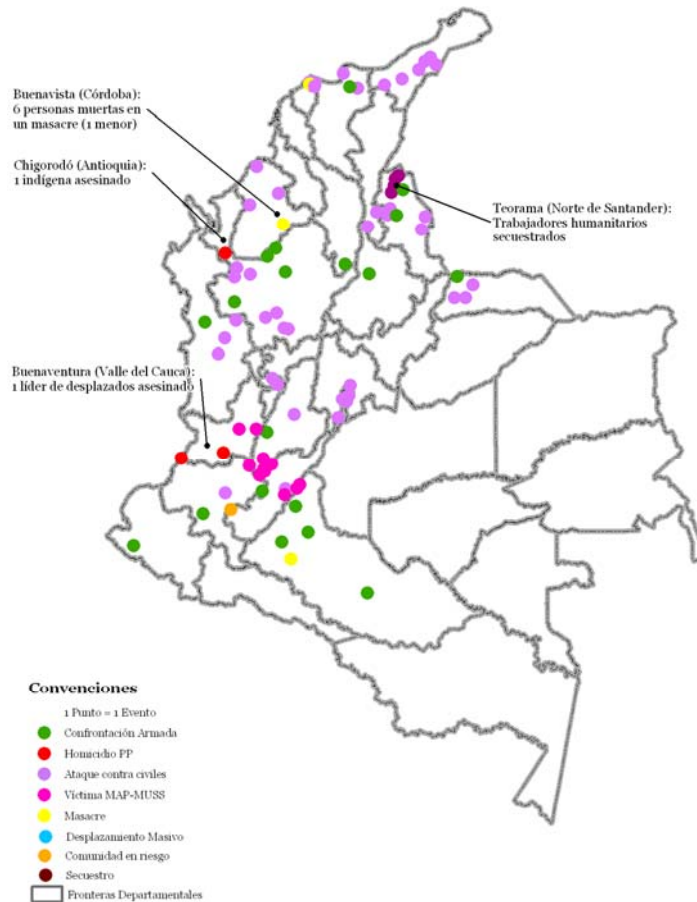 Buenavista (Córdoba):
6 personas muertas en
un masacre (1 menor)
Chigorodó (Antioquia):
1 indígena asesinado
Teorama (Norte de Santander):
Trabajadores humanitarios
secuestrados
Buenaventura (Valle del Cauca):
1 líder de desplazados asesinado
Convenciones
1 Punto = 1 Evento
Confrontación Armada
Homicidio PP
Ataque contra civiles
Víctima MAP-MUSS
Masacre
Desplazamiento Masivo
Comunidad en riesgo
Secuestro
Fronteras Departamentales